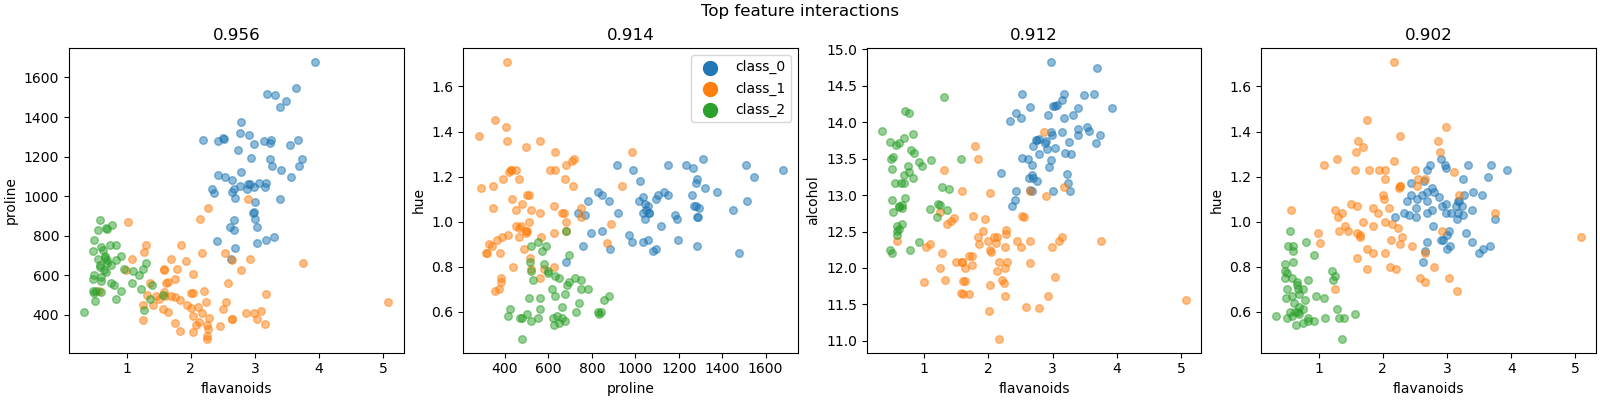 Top feature interactions
0.956
1600
1400
1200
1000
800
600
400
proline
1 2 3 4 5
flavanoids
0.914
class_0
class_1
class_2
1.6
1.4
1.2
1.0
0.8
0.6
hue
400 600 800 1000 1200 1400 1600
proline
0.912
15.0
14.5
14.0
13.5
13.0
12.5
12.0
11.5
11.0
alcohol
1 2 3 4 5
flavanoids
0.902
1.6
1.4
1.2
1.0
0.8
0.6
hue
1 2 3 4 5
flavanoids